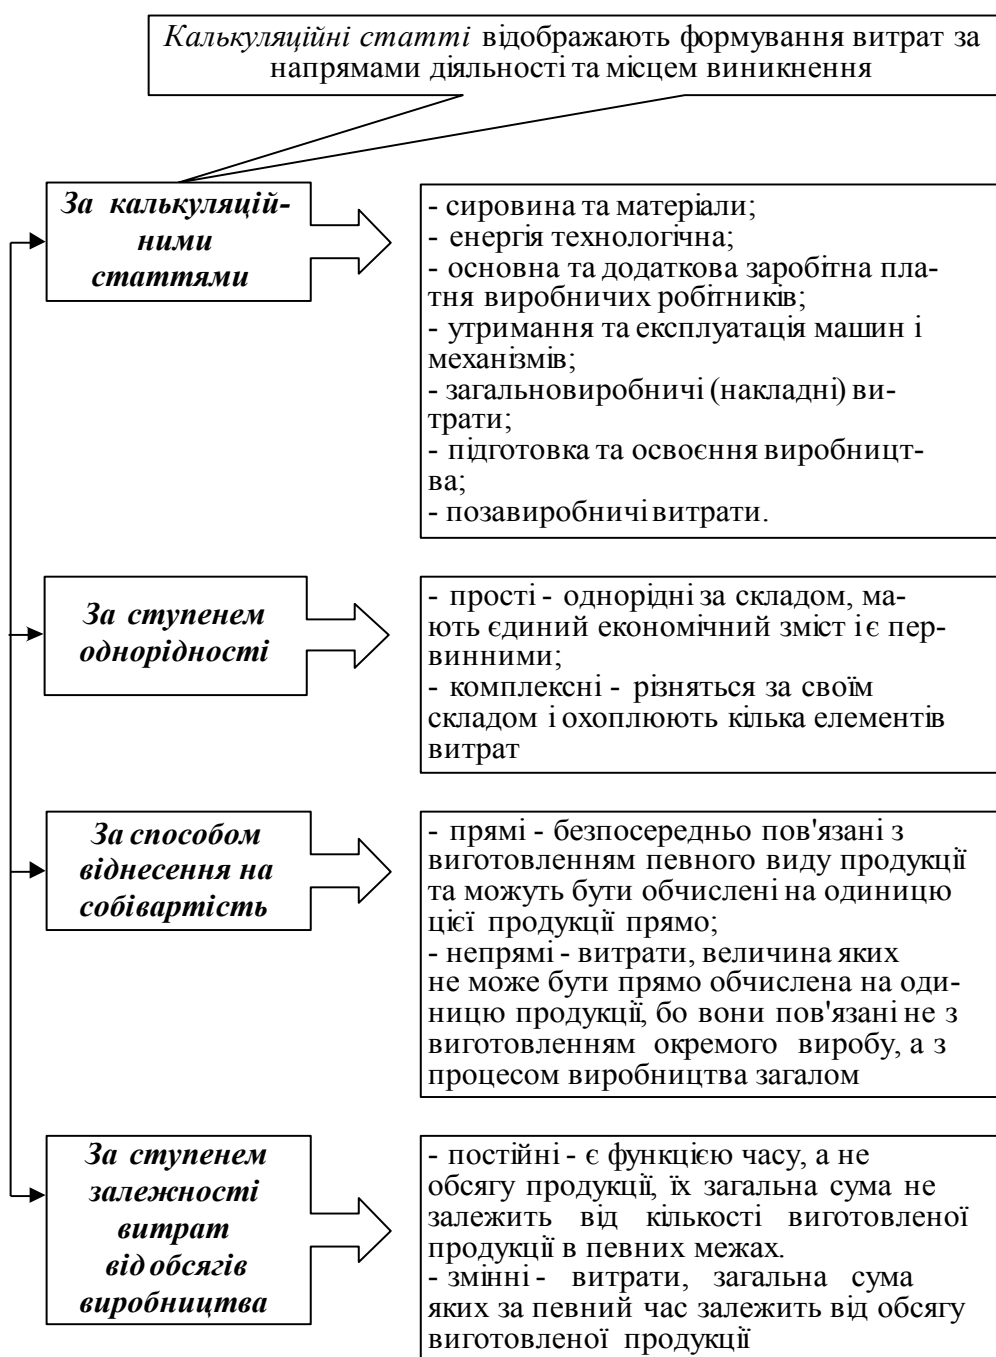 Калькуляційні статті відображають формування витрат за
напрямами діяльності та місцем виникнення
За калькуляцій-
ними
статтями
- сировина та матеріали;
- енергія технологічна;
- основна та додаткова заробітна пла-
тня виробничих робітників;
- утримання та експлуатація машин і
механізмів;
- загальновиробничі (накладні) ви-
трати;
- підготовка та освоєння виробницт-
ва;
- позавиробничі витрати.
За ступенем
однорідності
- прості - однорідні за складом, ма-
ють єдиний економічний зміст і є пер-
винними;
- комплексні - різняться за своїм
складом і охоплюють кілька елементів
витрат
За способом
віднесення на
собівартість
- прямі - безпосередньо пов'язані з
виготовленням певного виду продукції
та можуть бути обчислені на одиницю
цієї продукції прямо;
- непрямі - витрати, величина яких
не може бути прямо обчислена на оди-
ницю продукції, бо вони пов'язані не з
виготовленням окремого виробу, а з
процесом виробництва загалом
За ступенем
залежності
витрат
від обсягів
виробництва
- постійні - є функцією часу, а не
обсягу продукції, їх загальна сума не
залежить від кількості виготовленої
продукції в певних межах.
- змінні - витрати, загальна сума
яких за певний час залежить від обсягу
виготовленої продукції